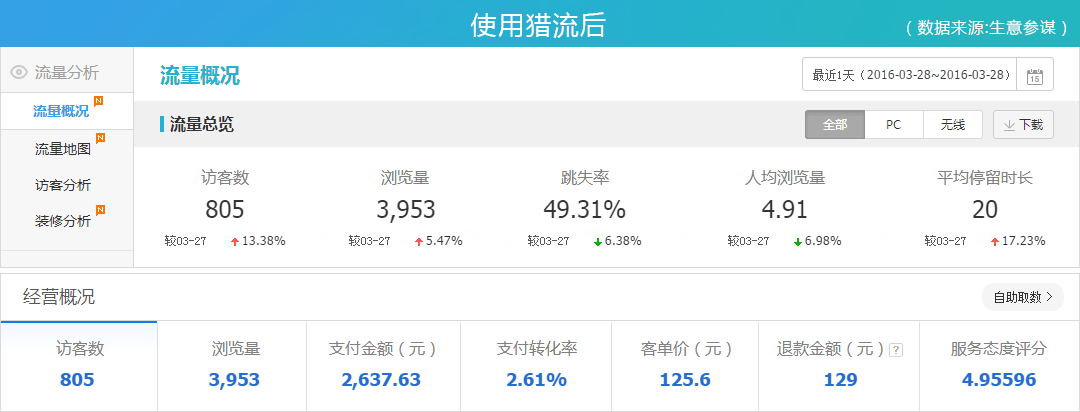 使用猎流后
（ 数据来源:生意参谋 ）
流量分析
流量概况 N
流量地图 N
访客分析
装修分析 N
流量概况
最近1天（2016-03-28~2016-03-28） 15
流量总览
全部 PC 无线 下载
访客数 浏览量 跳失率 人均浏览量 平均停留时长
805 3,953 49.31% 4.91 20
较03-27 13.38% 较03-27 5.47% 较03-27 6.38% 较03-27 6.98% 较03-27 17.23%
经营概况 自助取数 >
访客数 浏览量 支付金额（元） 支付转化率 客单价（元） 退款金额（元） ? 服务态度评分
805 3,953 2,637.63 2.61% 125.6 129 4.95596